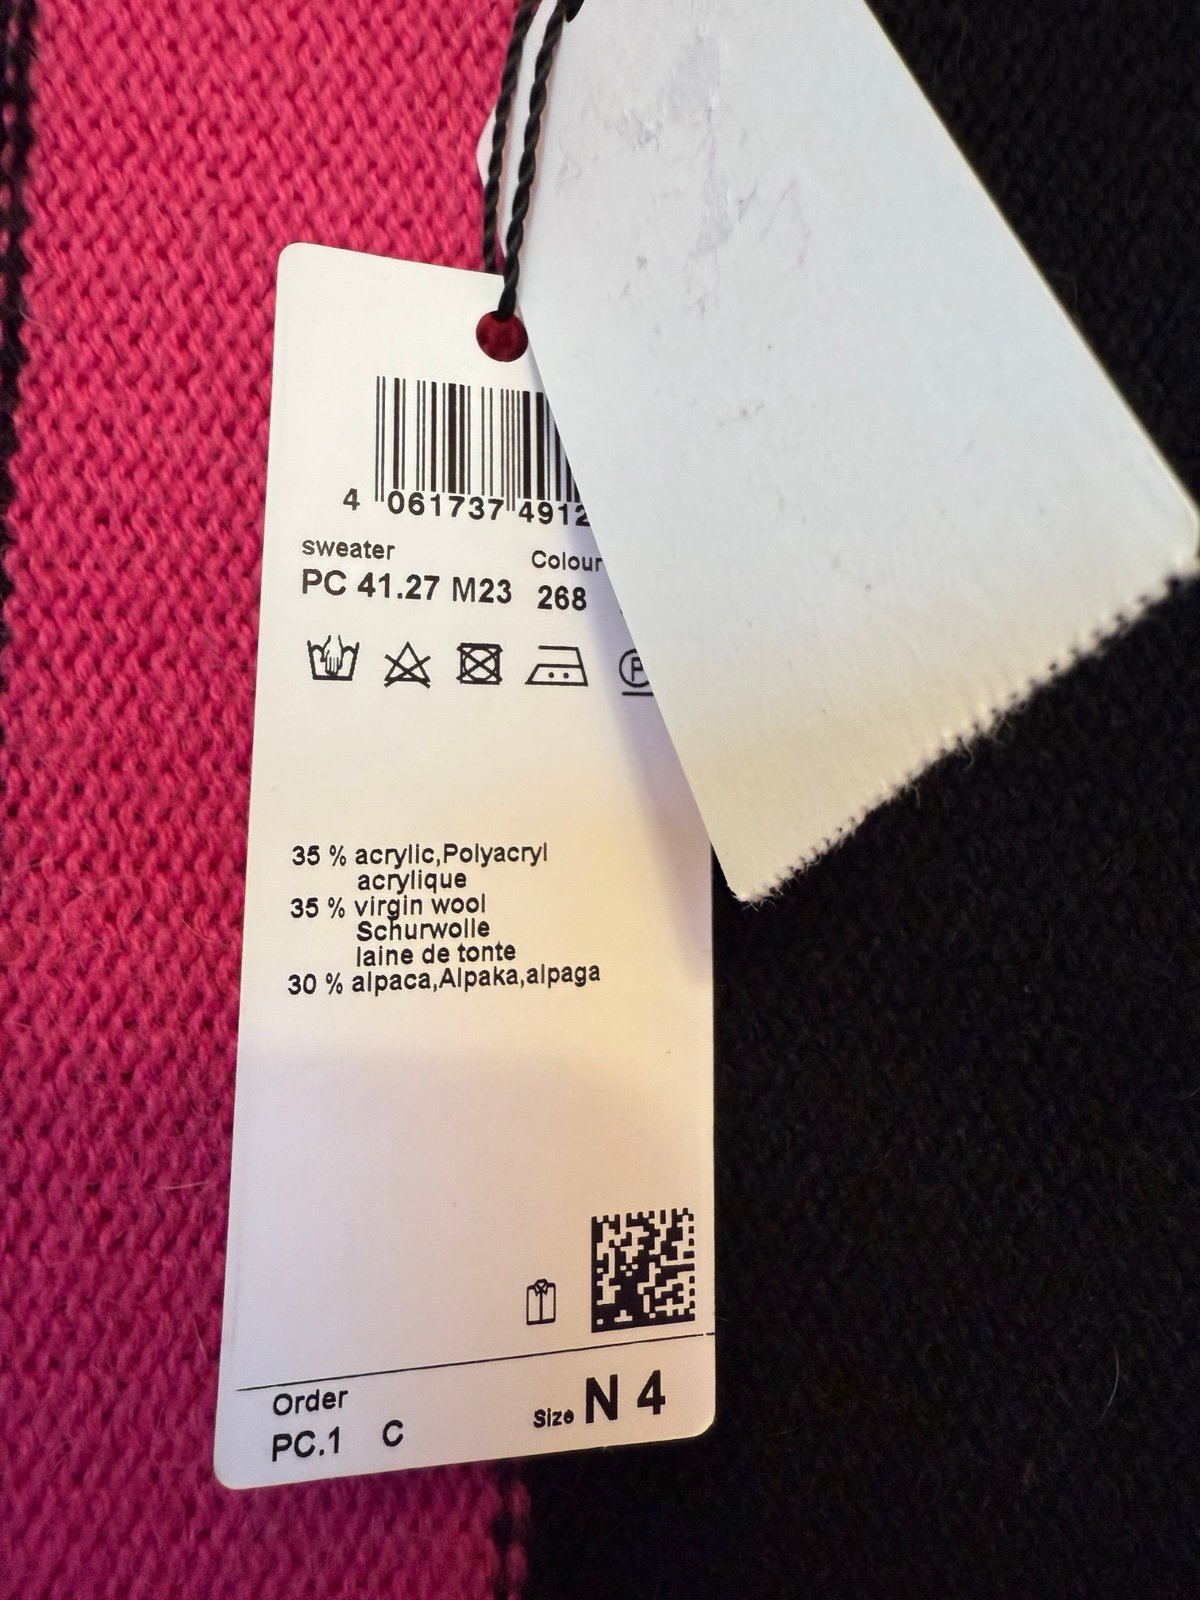 4 061737 4912
sweater Colour
PC 41.27 M23 268
P
35 % acrylic,Polyacryl
acrylique
35 % virgin wool
Schurwolle
laine de tonte
30 % alpaca,Alpaka,alpaga
Order
Size N 4
PC.1 C